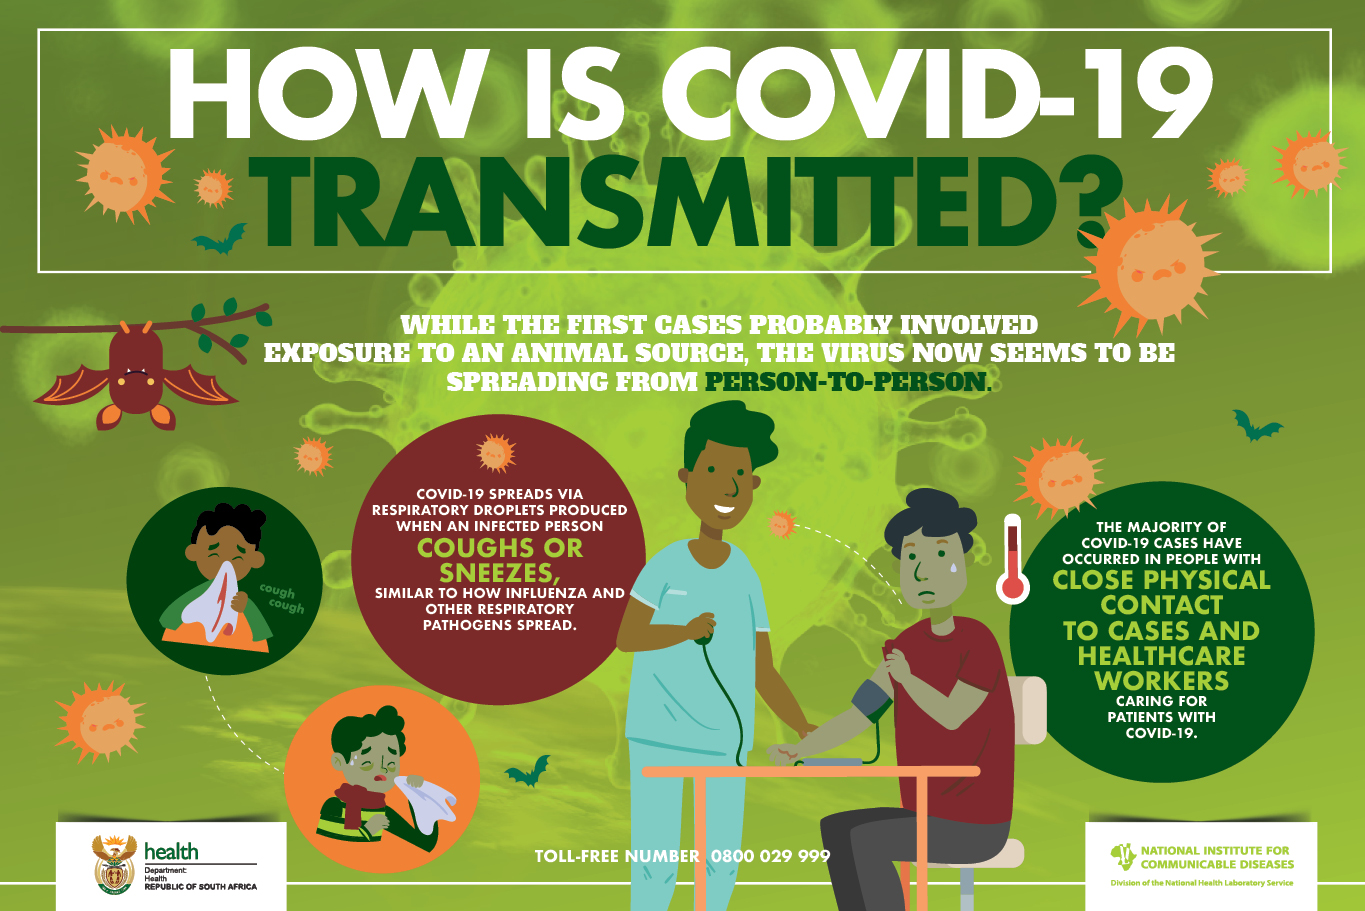 HOW IS COVID-19
TRANSMITTED?
WHILE THE FIRST CASES PROBABLY INVOLVED
EXPOSURE TO AN ANIMAL SOURCE, THE VIRUS NOW SEEMS TO BE
SPREADING FROM PERSON-TO-PERSON.
COVID-19 SPREADS VIA
RESPIRATORY DROPLETS PRODUCED
WHEN AN INFECTED PERSON
COUGHS OR
SNEEZES,
SIMILAR TO HOW INFLUENZA AND
OTHER RESPIRATORY
PATHOGENS SPREAD.
cough
cough
THE MAJORITY OF
COVID-19 CASES HAVE
OCCURRED IN PEOPLE WITH
CLOSE PHYSICAL
CONTACT
TO CASES AND
HEALTHCARE
WORKERS
CARING FOR
PATIENTS WITH
COVID-19.
health
Department:
Health
REPUBLIC OF SOUTH AFRICA
TOLL-FREE NUMBER 0800 029 999
NATIONAL INSTITUTE FOR
COMMUNICABLE DISEASES
Division of the National Health Laboratory Service